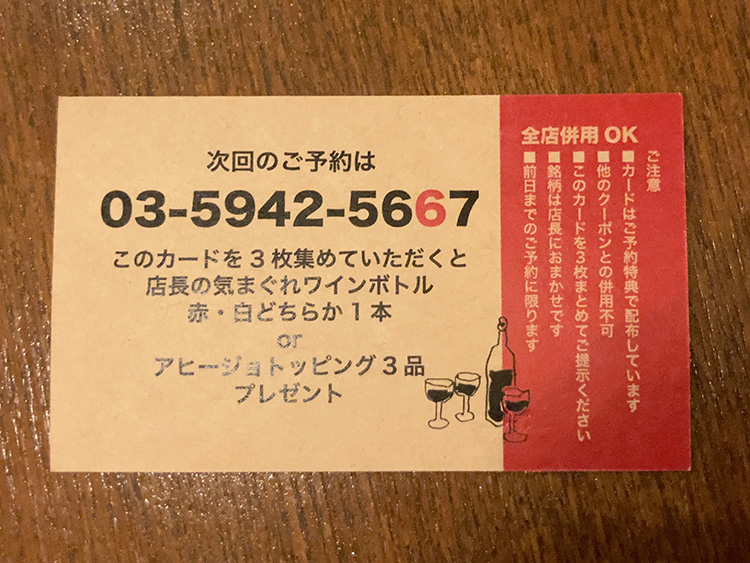 次回のご予約は
03-5942-5667
このカードを3枚集めていただくと
店長の気まぐれワインボトル
赤・白どちらか1本
or
アヒージョトッピング3品
プレゼント
全店併用OK
ご注意
■カードはご予約特典で配布しています
■他のクーポンとの併用不可
■このカードを3枚まとめてご提示ください
■銘柄は店長におまかせです
■前日までのご予約に限ります